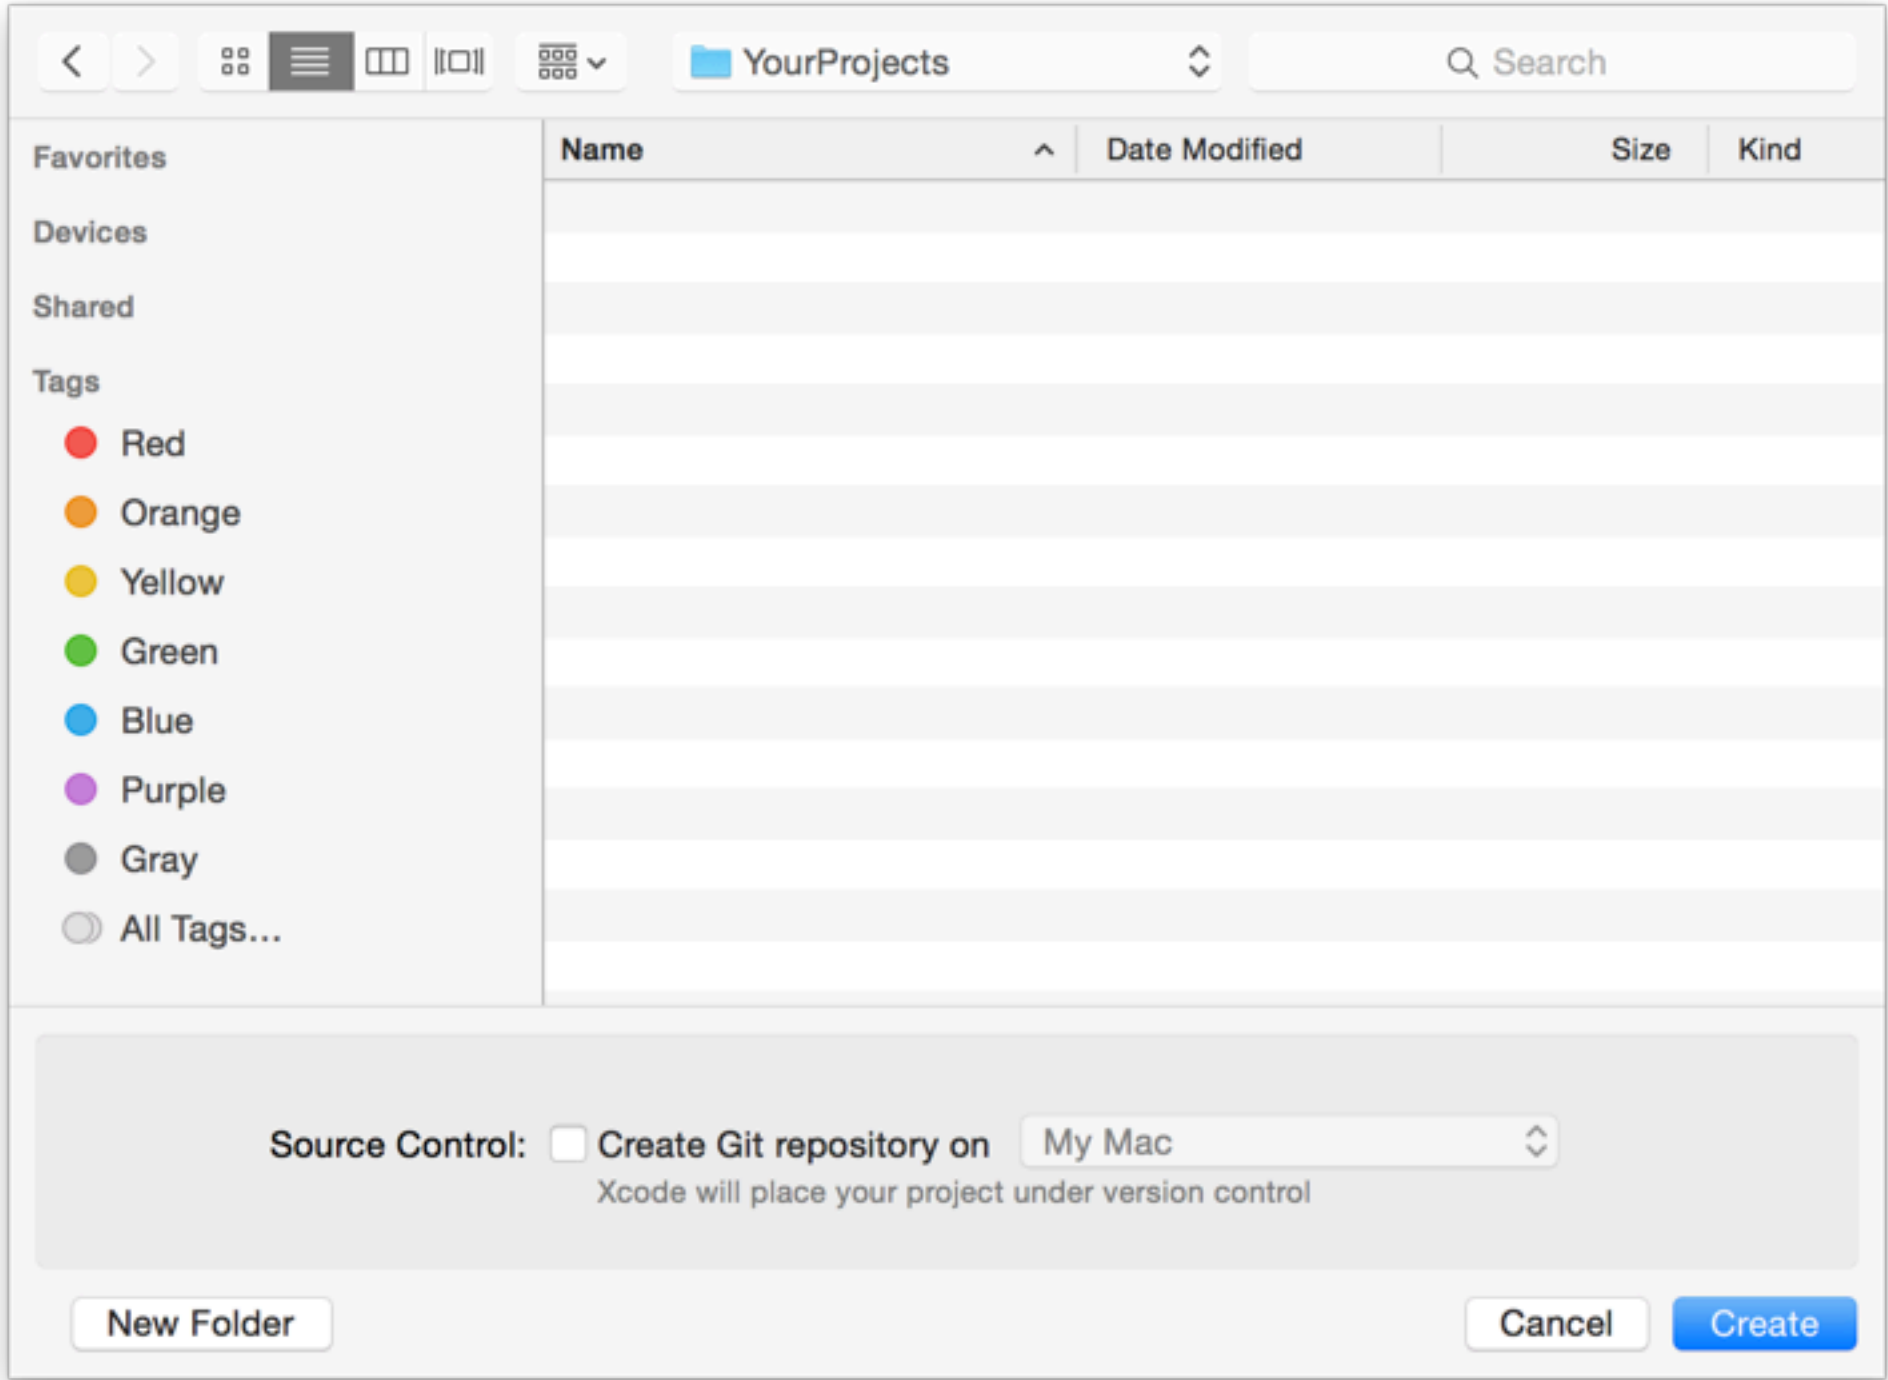 YourProjects
Search
Favorites
Devices
Shared
Tags
Red
Orange
Yellow
Green
Blue
Purple
Gray
All Tags...
Name Date Modified Size Kind
Source Control: Create Git repository on My Mac
Xcode will place your project under version control
New Folder Cancel Create